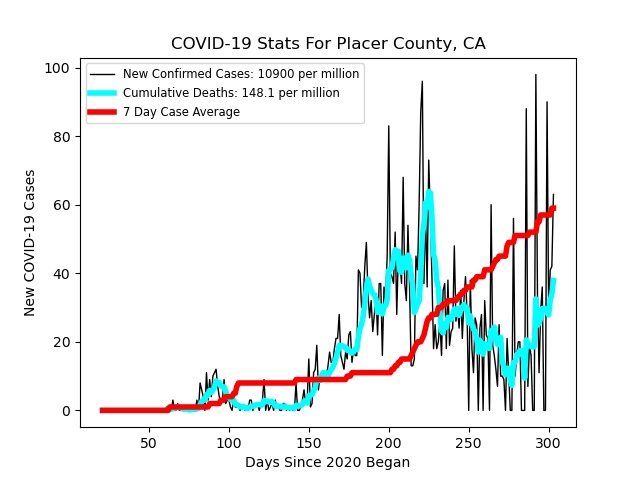 COVID-19 Stats For Placer County, CA
New Confirmed Cases: 10900 per million
Cumulative Deaths: 148.1 per million
7 Day Case Average
New COVID-19 Cases
100
80
60
40
20
0
50 100 150 200 250 300
Days Since 2020 Began